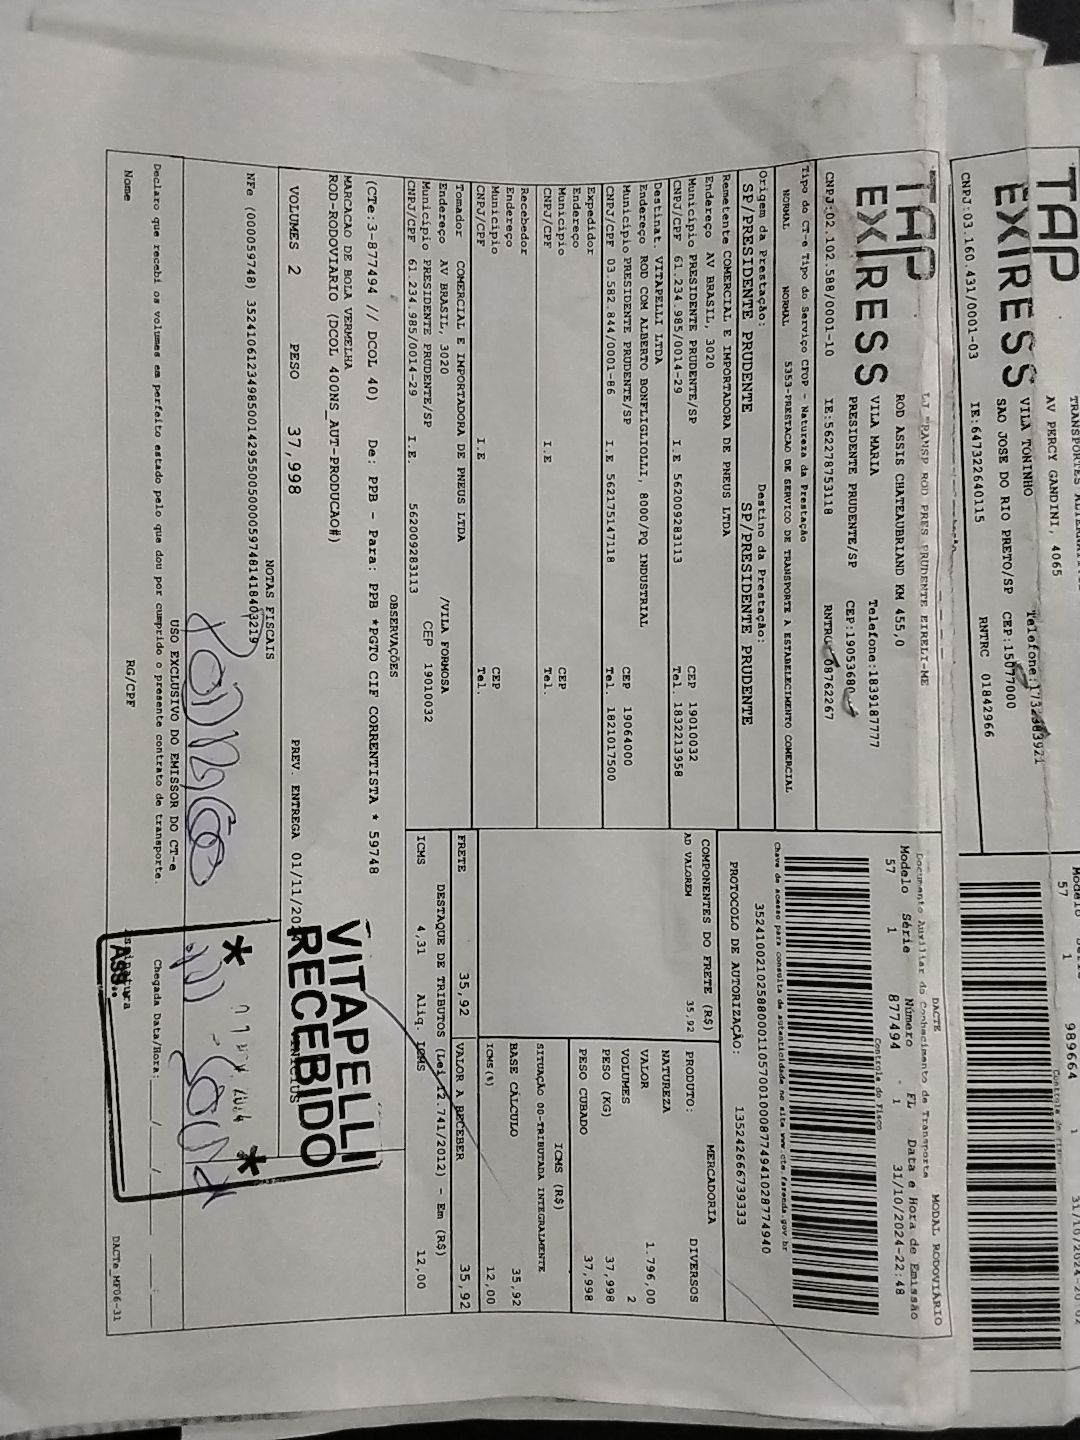 TRANSPORTES
AV PERCY GANDINI, 4065
TAP EXPRESS
VILA TONINHO
SAO JOSE DO RIO PRETO/SP CEP:15077000
CNPJ:03.160.431/0001-03 IE:647322640115 RNTRC 01842966
57 1 989664 1
TAP EXPRESS
LJ TRANSP ROD PRES PRUDENTE EIRELI-ME
ROD ASSIS CHATEAUBRIAND KM 455,0
VILA MARIA Telefone:1839187777
PRESIDENTE PRUDENTE/SP CEP:19053680
CNPJ:02.102.588/0001-10 IE:562278753118 RNTRC 08762267
DACTE MODAL RODOVIÁRIO
Documento Auxiliar do Conhecimento de Transporte
Modelo Série Número FL Data e Hora de Emissão
57 1 877494 1 31/10/2024-22:48
Controle do Fisco
Chave de acesso para consulta de autenticidade no site www.cte.fazenda.gov.br
35241002102588000110570010008774941028774940
PROTOCOLO DE AUTORIZAÇÃO: 135242666739333
Tipo do CT-e Tipo do Serviço CFOP - Natureza da Prestação
NORMAL NORMAL 5353-PRESTACAO DE SERVICO DE TRANSPORTE A ESTABELECIMENTO COMERCIAL
Origem da Prestação: Destino da Prestação:
SP/PRESIDENTE PRUDENTE SP/PRESIDENTE PRUDENTE
Remetente COMERCIAL E IMPORTADORA DE PNEUS LTDA
Endereço AV BRASIL, 3020
Município PRESIDENTE PRUDENTE/SP CEP 19010032
CNPJ/CPF 61.234.985/0014-29 I.E 562009283113 Tel. 1832213958
Destinat. VITAPELLI LTDA
Endereço ROD COM ALBERTO BONFLIGLIOLLI, 8000/PQ INDUSTRIAL
Município PRESIDENTE PRUDENTE/SP CEP 19064000
CNPJ/CPF 03.582.844/0001-86 I.E 562175147118 Tel. 1821017500
Expedidor
Endereço
Município CEP
CNPJ/CPF I.E Tel.
Recebedor
Endereço
Município CEP
CNPJ/CPF I.E Tel.
Tomador COMERCIAL E IMPORTADORA DE PNEUS LTDA
Endereço AV BRASIL, 3020 /VILA FORMOSA
Município PRESIDENTE PRUDENTE/SP CEP 19010032
CNPJ/CPF 61.234.985/0014-29 I.E. 562009283113
COMPONENTES DO FRETE (R$)
AD VALOREM 35,92
PRODUTO: MERCADORIA
NATUREZA DIVERSOS
VALOR 1.796,00
VOLUMES 2
PESO (KG) 37,998
PESO CUBADO 37,998
ICMS (R$)
SITUAÇÃO 00-TRIBUTADA INTEGRALMENTE
BASE CÁLCULO 35,92
ICMS(%) 12,00
FRETE 35,92 VALOR A RECEBER 35,92
DESTAQUE DE TRIBUTOS (Lei 12.741/2012) - Em (R$)
ICMS 4,31 Aliq. ICMS 12,00
OBSERVAÇÕES
(CTe:3-877494 // DCOL 40) De: PPB - Para: PPB *PGTO CIF CORRENTISTA * 59748
MARCACAO DE BOLA VERMELHA
ROD-RODOVIARIO (DCOL 400NS_AUT-PRODUCAO#)
VOLUMES 2 PESO 37,998 PREV. ENTREGA 01/11/2024
VITAPELLI
RECEBIDO
NOTAS FISCAIS
NFe (000059748) 35241061234985001429550050000597481418403219
USO EXCLUSIVO DO EMISSOR DO CT-e
Declaro que recebi os volumes em perfeito estado pelo que dou por cumprido o presente contrato de transporte.
Chegada Data/Hora: / / :
Nome RG/CPF Assinatura
Ass.:
DACTe_MF06-31